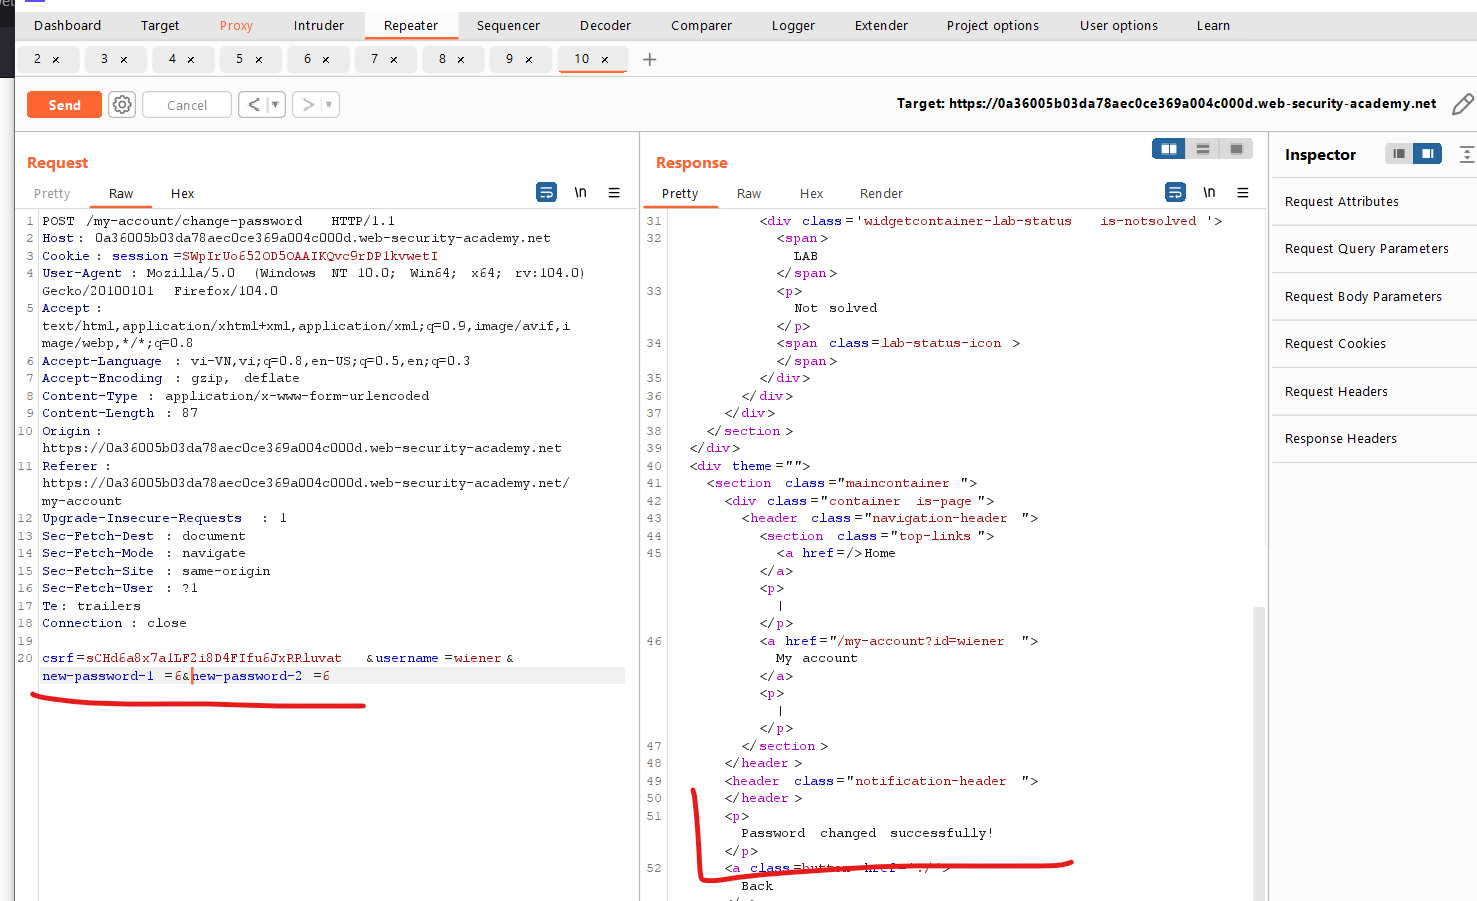 Dashboard Target Proxy Intruder Repeater Sequencer Decoder Comparer Logger Extender Project options User options Learn
2 × 3 × 4 × 5 × 6 × 7 × 8 × 9 × 10 × +
Send Cancel < > Target: https://0a36005b03da78aec0ce369a004c000d.web-security-academy.net
Request
Pretty Raw Hex \n
1 POST /my-account/change-password HTTP/1.1
2 Host: 0a36005b03da78aec0ce369a004c000d.web-security-academy.net
3 Cookie: session=SWpIrUo652OD5OAAIKQvc9rDP1kvwetI
4 User-Agent: Mozilla/5.0 (Windows NT 10.0; Win64; x64; rv:104.0)
Gecko/20100101 Firefox/104.0
5 Accept:
text/html,application/xhtml+xml,application/xml;q=0.9,image/avif,i
mage/webp,*/*;q=0.8
6 Accept-Language: vi-VN,vi;q=0.8,en-US;q=0.5,en;q=0.3
7 Accept-Encoding: gzip, deflate
8 Content-Type: application/x-www-form-urlencoded
9 Content-Length: 87
10 Origin:
https://0a36005b03da78aec0ce369a004c000d.web-security-academy.net
11 Referer:
https://0a36005b03da78aec0ce369a004c000d.web-security-academy.net/
my-account
12 Upgrade-Insecure-Requests: 1
13 Sec-Fetch-Dest: document
14 Sec-Fetch-Mode: navigate
15 Sec-Fetch-Site: same-origin
16 Sec-Fetch-User: ?1
17 Te: trailers
18 Connection: close
19
20 csrf=sCHd6a8x7a1LF2i8D4FIfu6JxRRluvat&username=wiener&
new-password-1=6&new-password-2=6
Response
Pretty Raw Hex Render \n
31 <div class='widgetcontainer-lab-status is-notsolved'>
32 <span>
LAB
</span>
33 <p>
Not solved
</p>
34 <span class=lab-status-icon>
</span>
35 </div>
36 </div>
37 </div>
38 </section>
39 </div>
40 <div theme="">
41 <section class="maincontainer">
42 <div class="container is-page">
43 <header class="navigation-header">
44 <section class="top-links">
45 <a href=/>Home
</a>
<p>
|
</p>
46 <a href="/my-account?id=wiener">
My account
</a>
<p>
|
</p>
47 </section>
48 </header>
49 <header class="notification-header">
50 </header>
51 <p>
Password changed successfully!
</p>
52 <a class=button href='./'>
Back
Inspector
Request Attributes
Request Query Parameters
Request Body Parameters
Request Cookies
Request Headers
Response Headers